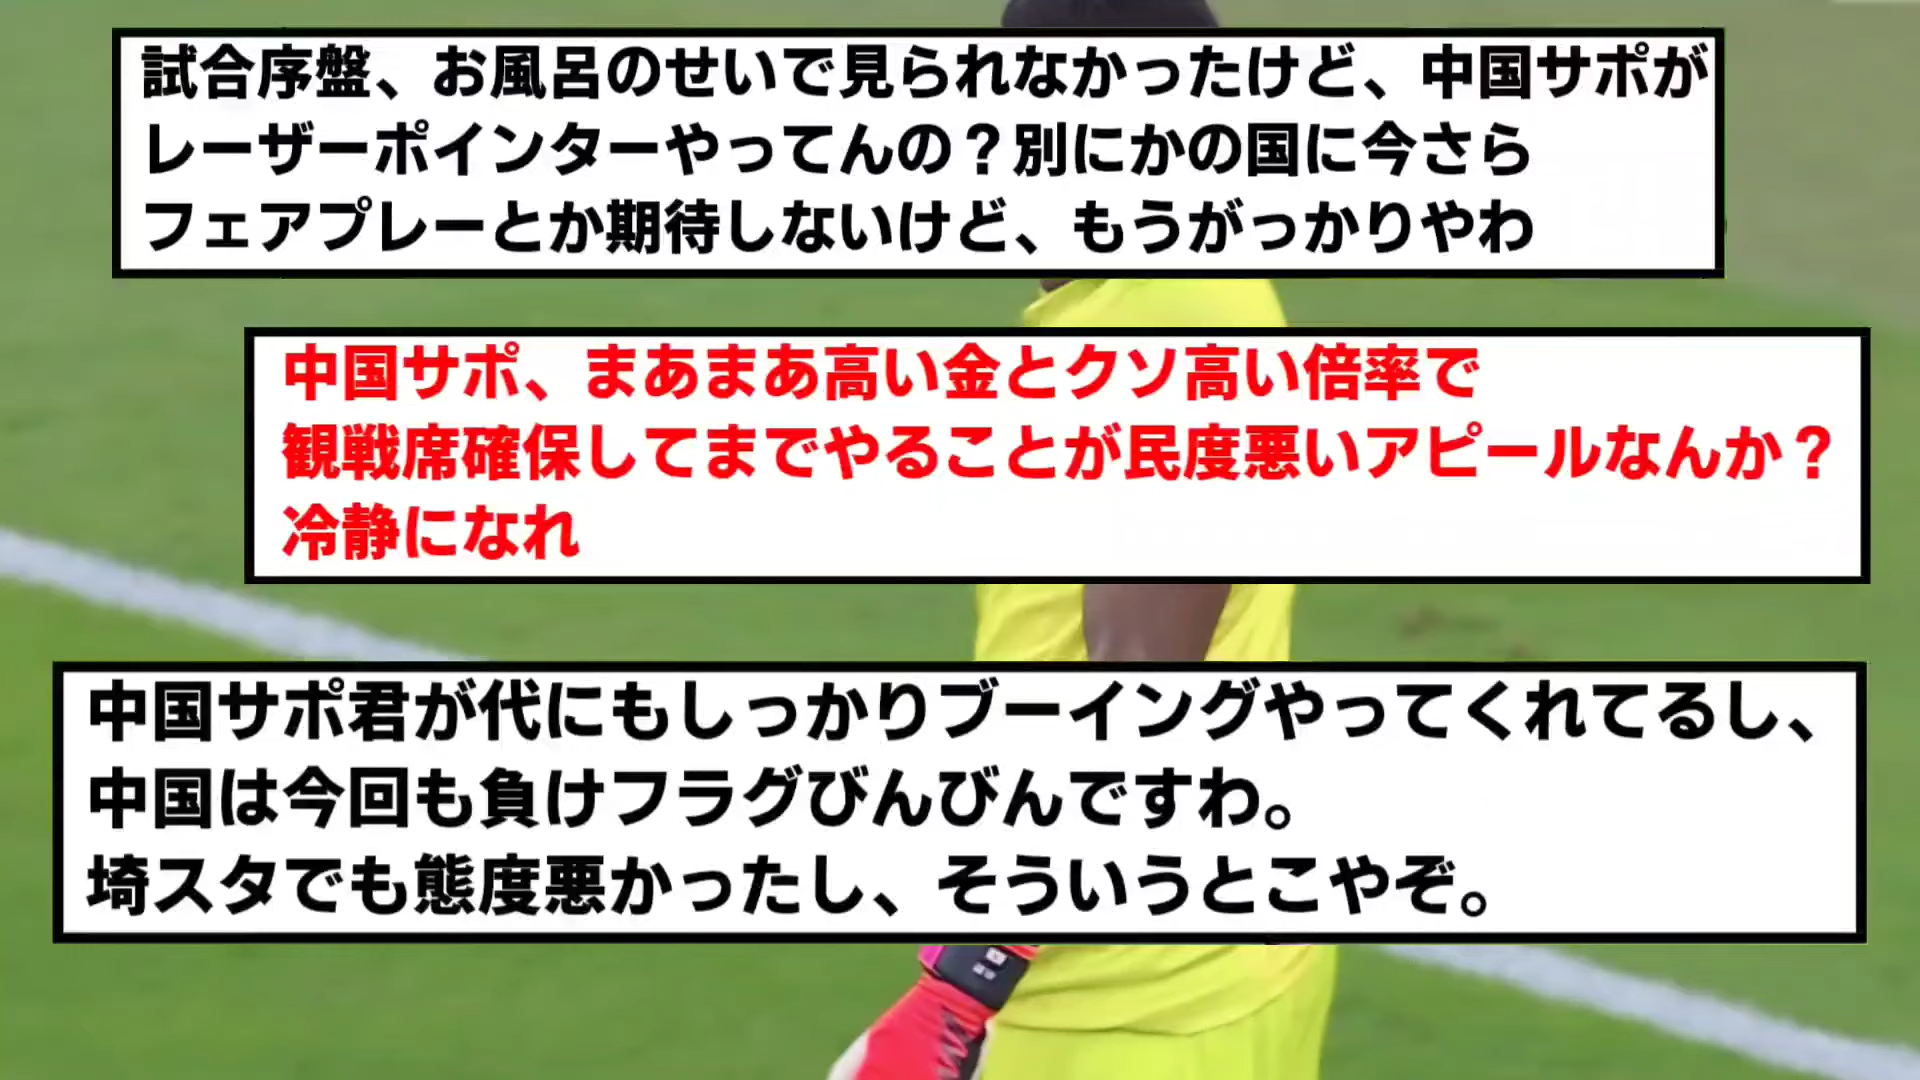 試合序盤、お風呂のせいで見られなかったけど、中国サポが
レーザーポインターやってんの？別にかの国に今さら
フェアプレーとか期待しないけど、もうがっかりやわ
中国サポ、まあまあ高い金とクソ高い倍率で
観戦席確保してまでやることが民度悪いアピールなんか？
冷静になれ
中国サポ君が代にもしっかりブーイングやってくれてるし、
中国は今回も負けフラグびんびんですわ。
埼スタでも態度悪かったし、そういうとこやぞ。